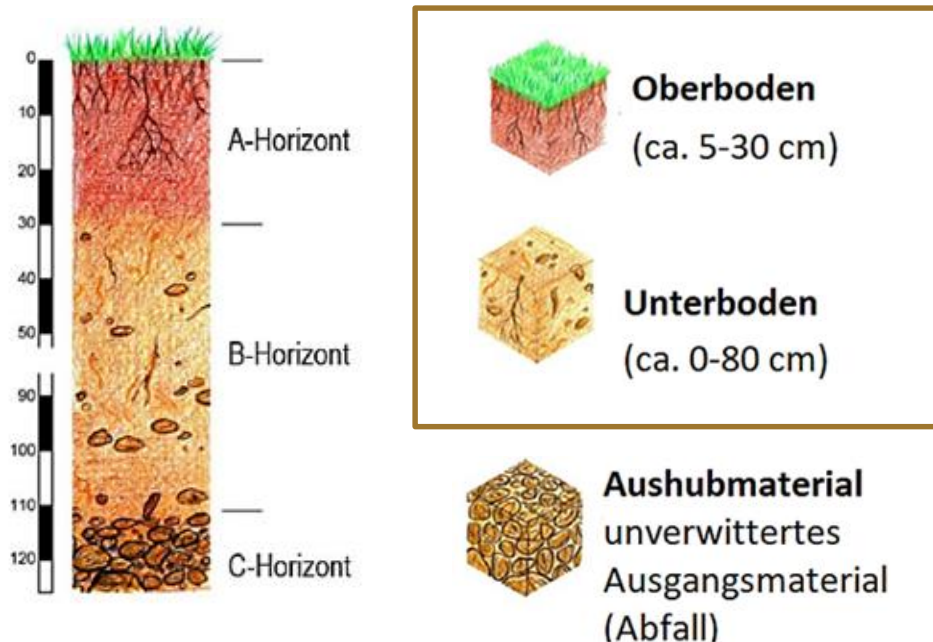 0
10
20
30
40
50
90
100
110
120
A-Horizont
B-Horizont
C-Horizont
Oberboden
(ca. 5-30 cm)
Unterboden
(ca. 0-80 cm)
Aushubmaterial
unverwittertes
Ausgangsmaterial
(Abfall)